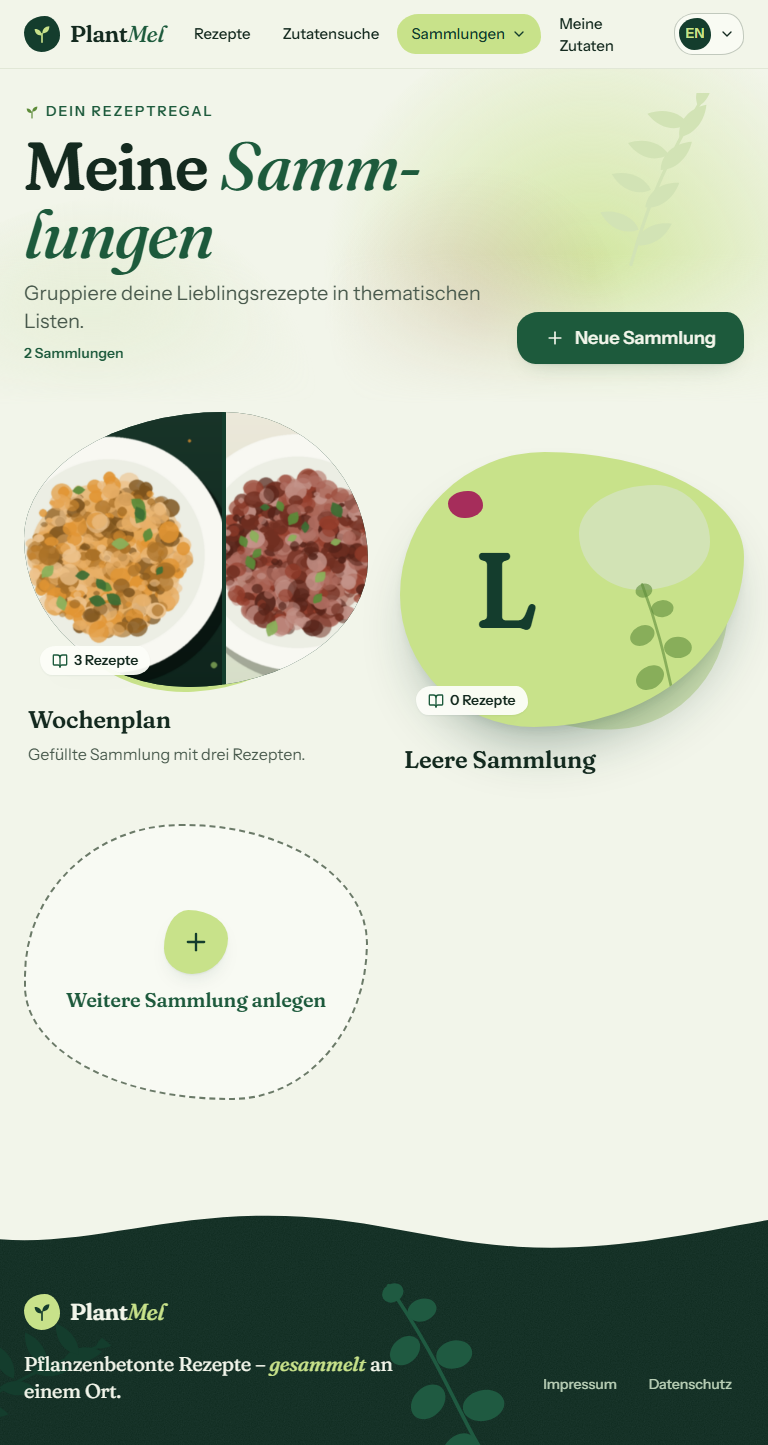 PlantMel
Rezepte
Zutatensuche
Sammlungen
Meine
Zutaten
EN
DEIN REZEPTREGAL
Meine Samm-
lungen
Gruppiere deine Lieblingsrezepte in thematischen
Listen.
2 Sammlungen
Neue Sammlung
3 Rezepte
Wochenplan
Gefüllte Sammlung mit drei Rezepten.
L
0 Rezepte
Leere Sammlung
Weitere Sammlung anlegen
PlantMel
Pflanzenbetonte Rezepte – gesammelt an
einem Ort.
Impressum
Datenschutz